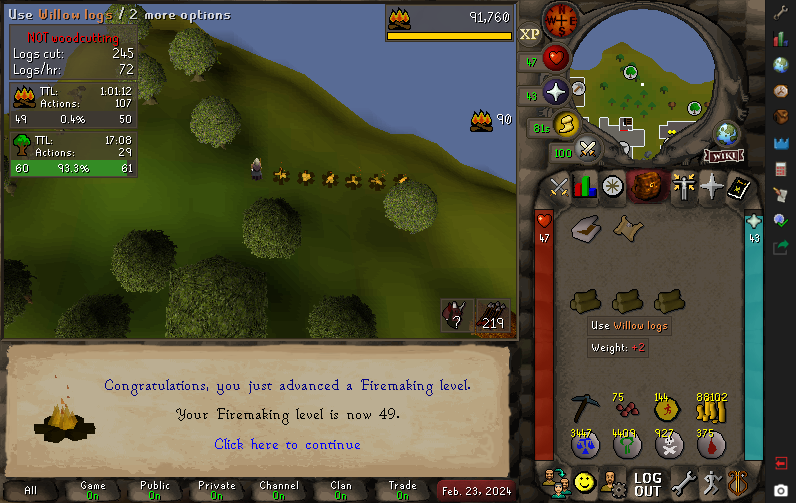 Use Willow logs / 2 more options
NOT woodcutting
Logs cut: 245
Logs/hr: 72
TTL: 1:01:12
Actions: 107
49 0.4% 50
TTL: 17:08
Actions: 29
60 93.3% 61
91,760
90
? 219
XP
N
W E
S
47
43
81s
100
WIKI
47
43
Use Willow logs
Weight: +2
75 144 88102
3447 4409 927 375
Congratulations, you just advanced a Firemaking level.
Your Firemaking level is now 49.
Click here to continue
All
Game
On
Public
On
Private
On
Channel
On
Clan
On
Trade
On
Feb. 23, 2024
LOG
OUT